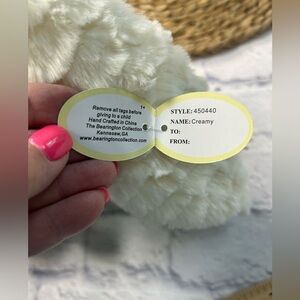 1+
Remove all tags before
giving to a child
Hand Crafted in China
The Bearington Collection
Kennesaw, GA
www.bearingtoncollection.com
STYLE: 450440
NAME: Creamy
TO:
FROM: